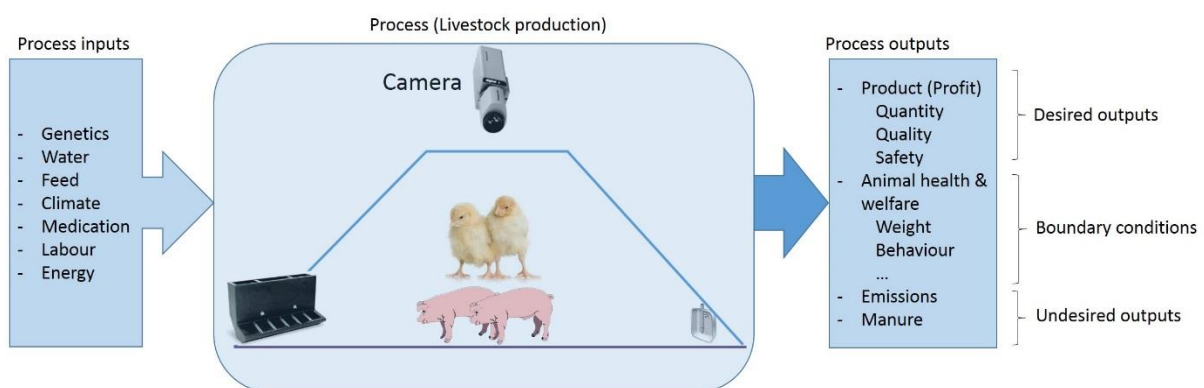 Process (Livestock production)
Process inputs
- Genetics
- Water
- Feed
- Climate
- Medication
- Labour
- Energy
Camera
Process outputs
- Product (Profit)
Quantity
Quality
Safety
- Animal health &
welfare
Weight
Behaviour
...
- Emissions
- Manure
Desired outputs
Boundary conditions
Undesired outputs